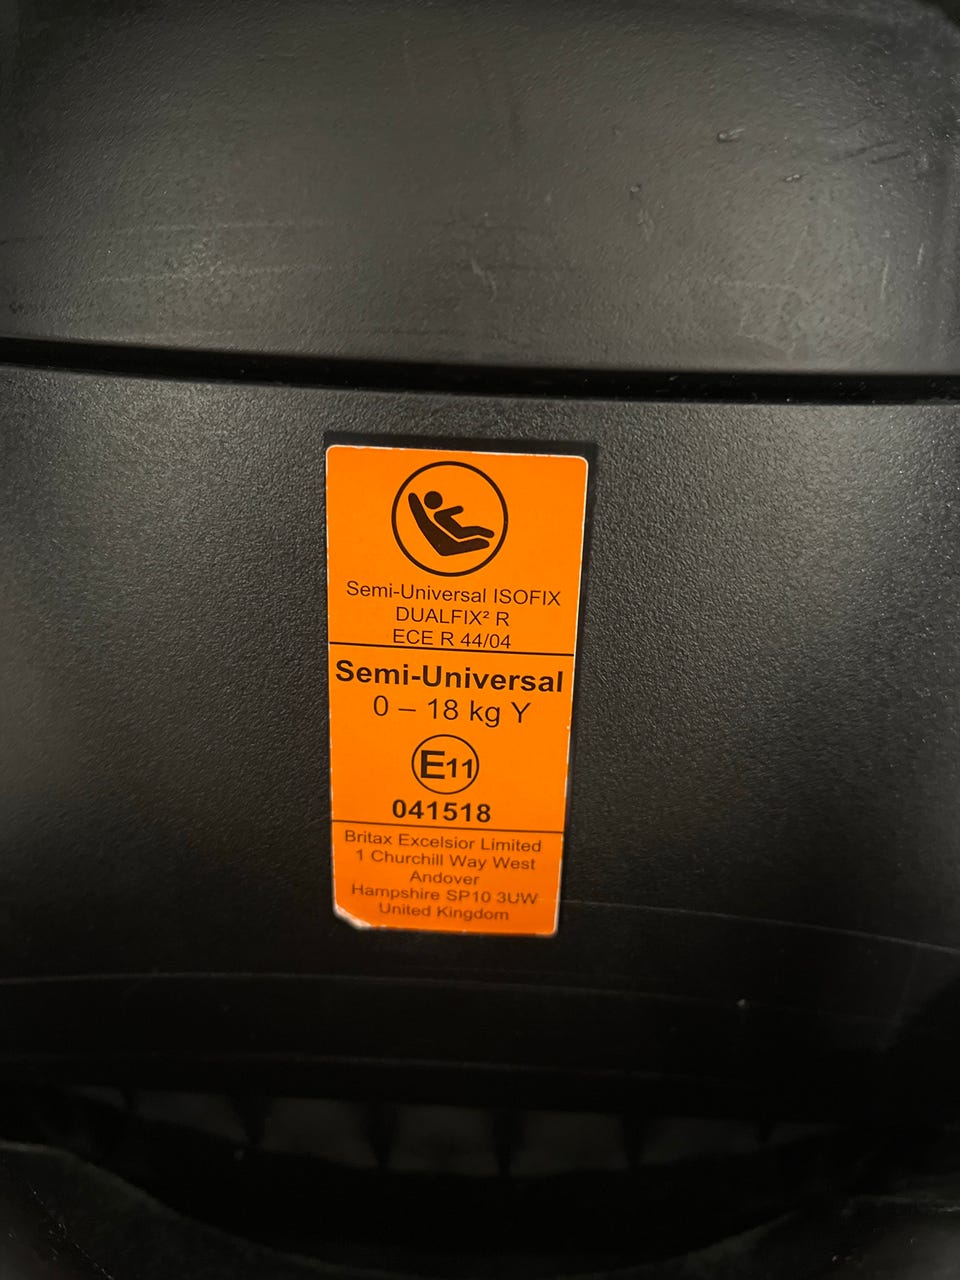 Semi-Universal ISOFIX
DUALFIX² R
ECE R 44/04
Semi-Universal
0 – 18 kg Y
E11
041518
Britax Excelsior Limited
1 Churchill Way West
Andover
Hampshire SP10 3UW
United Kingdom